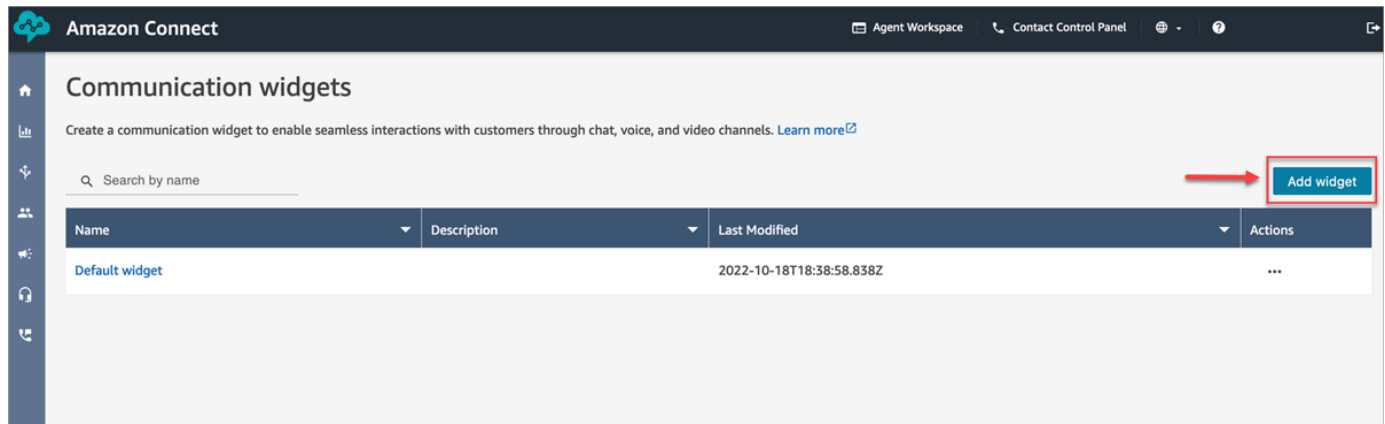 Amazon Connect
Agent Workspace
Contact Control Panel
Communication widgets
Create a communication widget to enable seamless interactions with customers through chat, voice, and video channels. Learn more
Search by name
Add widget
Name Description Last Modified Actions
Default widget 2022-10-18T18:38:58.838Z ...